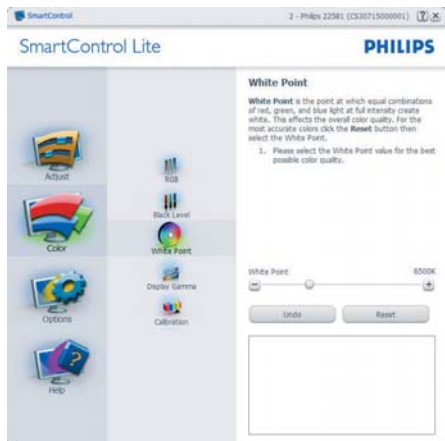 SmartControl
2 - Philips 225B1 (CS30715000001)
SmartControl Lite
PHILIPS
Adjust
Color
Options
Help
RGB
Black Level
White Point
Display Gamma
Calibration
White Point
White Point is the point at which equal combinations
of red, green, and blue light at full intensity create
white. This effects the overall color quality. For the
most accurate colors click the Reset button then
select the White Point.
1. Please select the White Point value for the best
possible color quality.
White Point
6500K
Undo
Reset